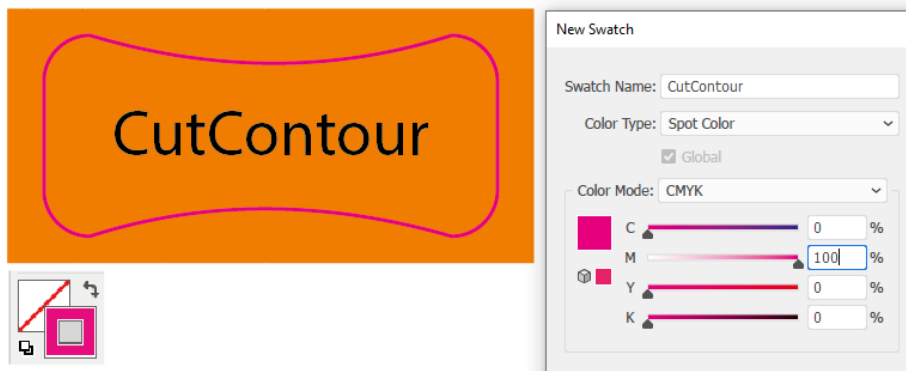 CutContour
New Swatch
Swatch Name: CutContour
Color Type: Spot Color
Global
Color Mode: CMYK
C 0 %
M 100 %
Y 0 %
K 0 %